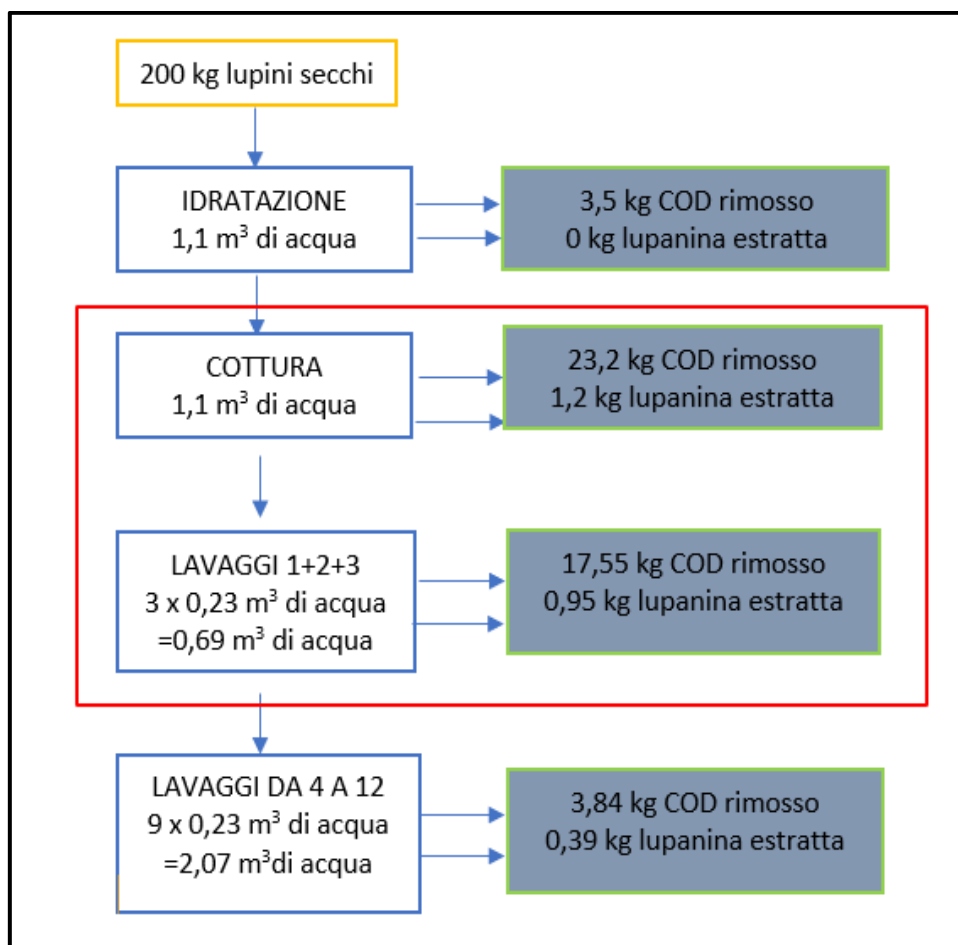 200 kg lupini secchi
IDRATAZIONE
1,1 m³ di acqua
3,5 kg COD rimosso
0 kg lupanina estratta
COTTURA
1,1 m³ di acqua
23,2 kg COD rimosso
1,2 kg lupanina estratta
LAVAGGI 1+2+3
3 x 0,23 m³ di acqua
=0,69 m³ di acqua
17,55 kg COD rimosso
0,95 kg lupanina estratta
LAVAGGI DA 4 A 12
9 x 0,23 m³ di acqua
=2,07 m³di acqua
3,84 kg COD rimosso
0,39 kg lupanina estratta